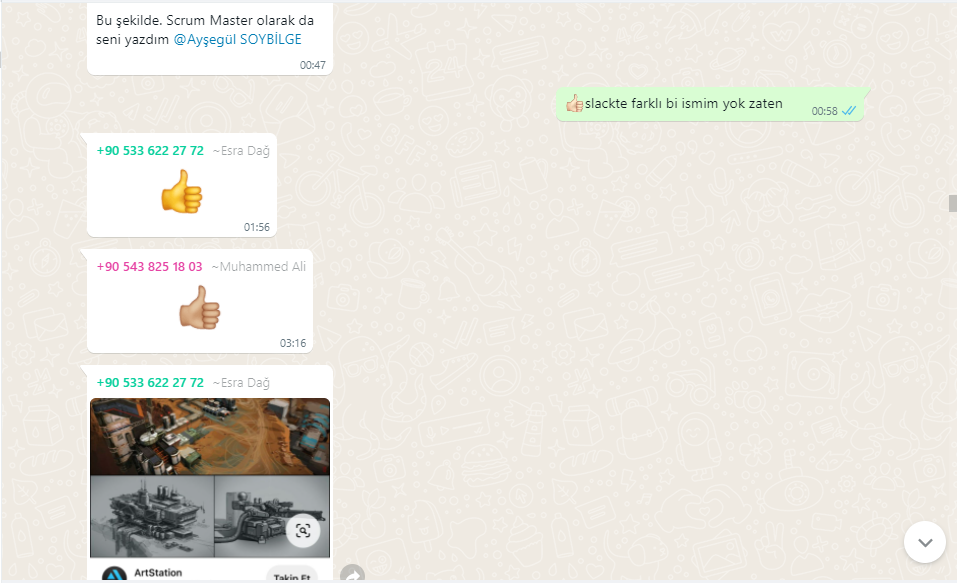 Bu şekilde. Scrum Master olarak da
seni yazdım @Ayşegül SOYBİLGE
00:47
👍🏼slackte farklı bi ismim yok zaten
00:58
+90 533 622 27 72 ~Esra Dağ
👍
01:56
+90 543 825 18 03 ~Muhammed Ali
👍🏼
03:16
+90 533 622 27 72 ~Esra Dağ
ArtStation
Takip Et